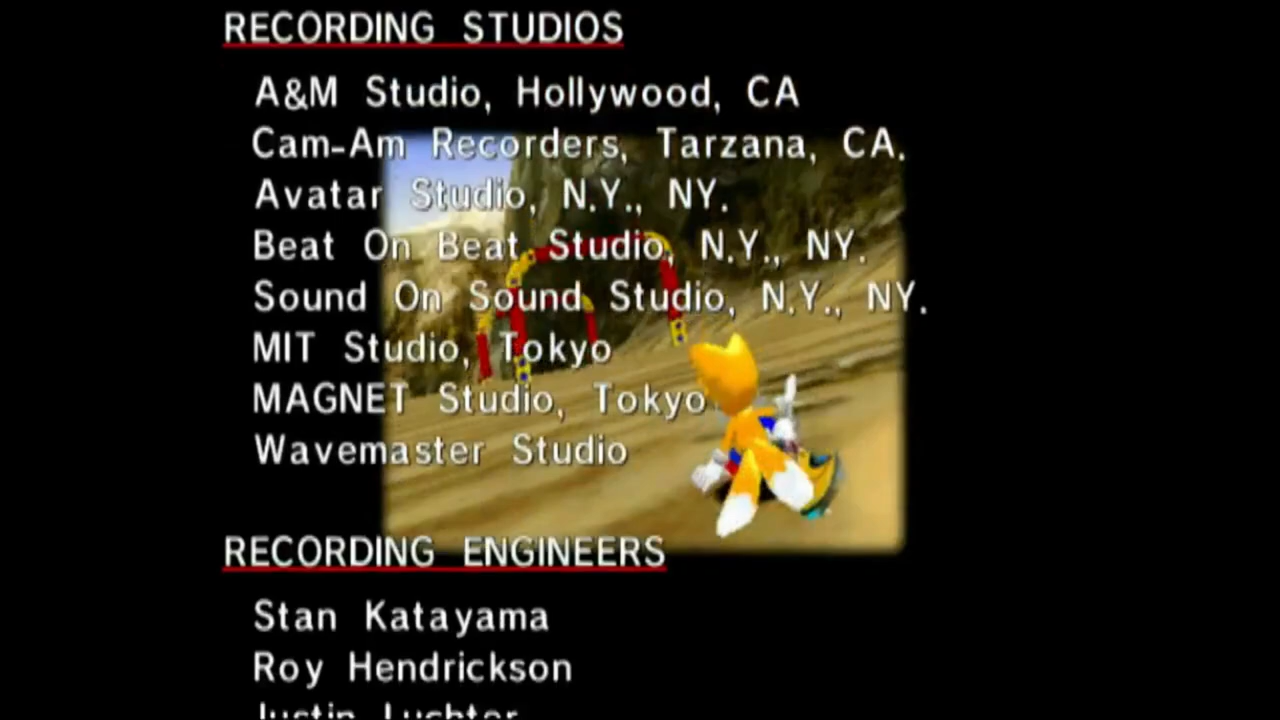 RECORDING STUDIOS
A&M Studio, Hollywood, CA
Cam-Am Recorders, Tarzana, CA.
Avatar Studio, N.Y., NY.
Beat On Beat Studio, N.Y., NY.
Sound On Sound Studio, N.Y., NY.
MIT Studio, Tokyo
MAGNET Studio, Tokyo
Wavemaster Studio
RECORDING ENGINEERS
Stan Katayama
Roy Hendrickson
Justin